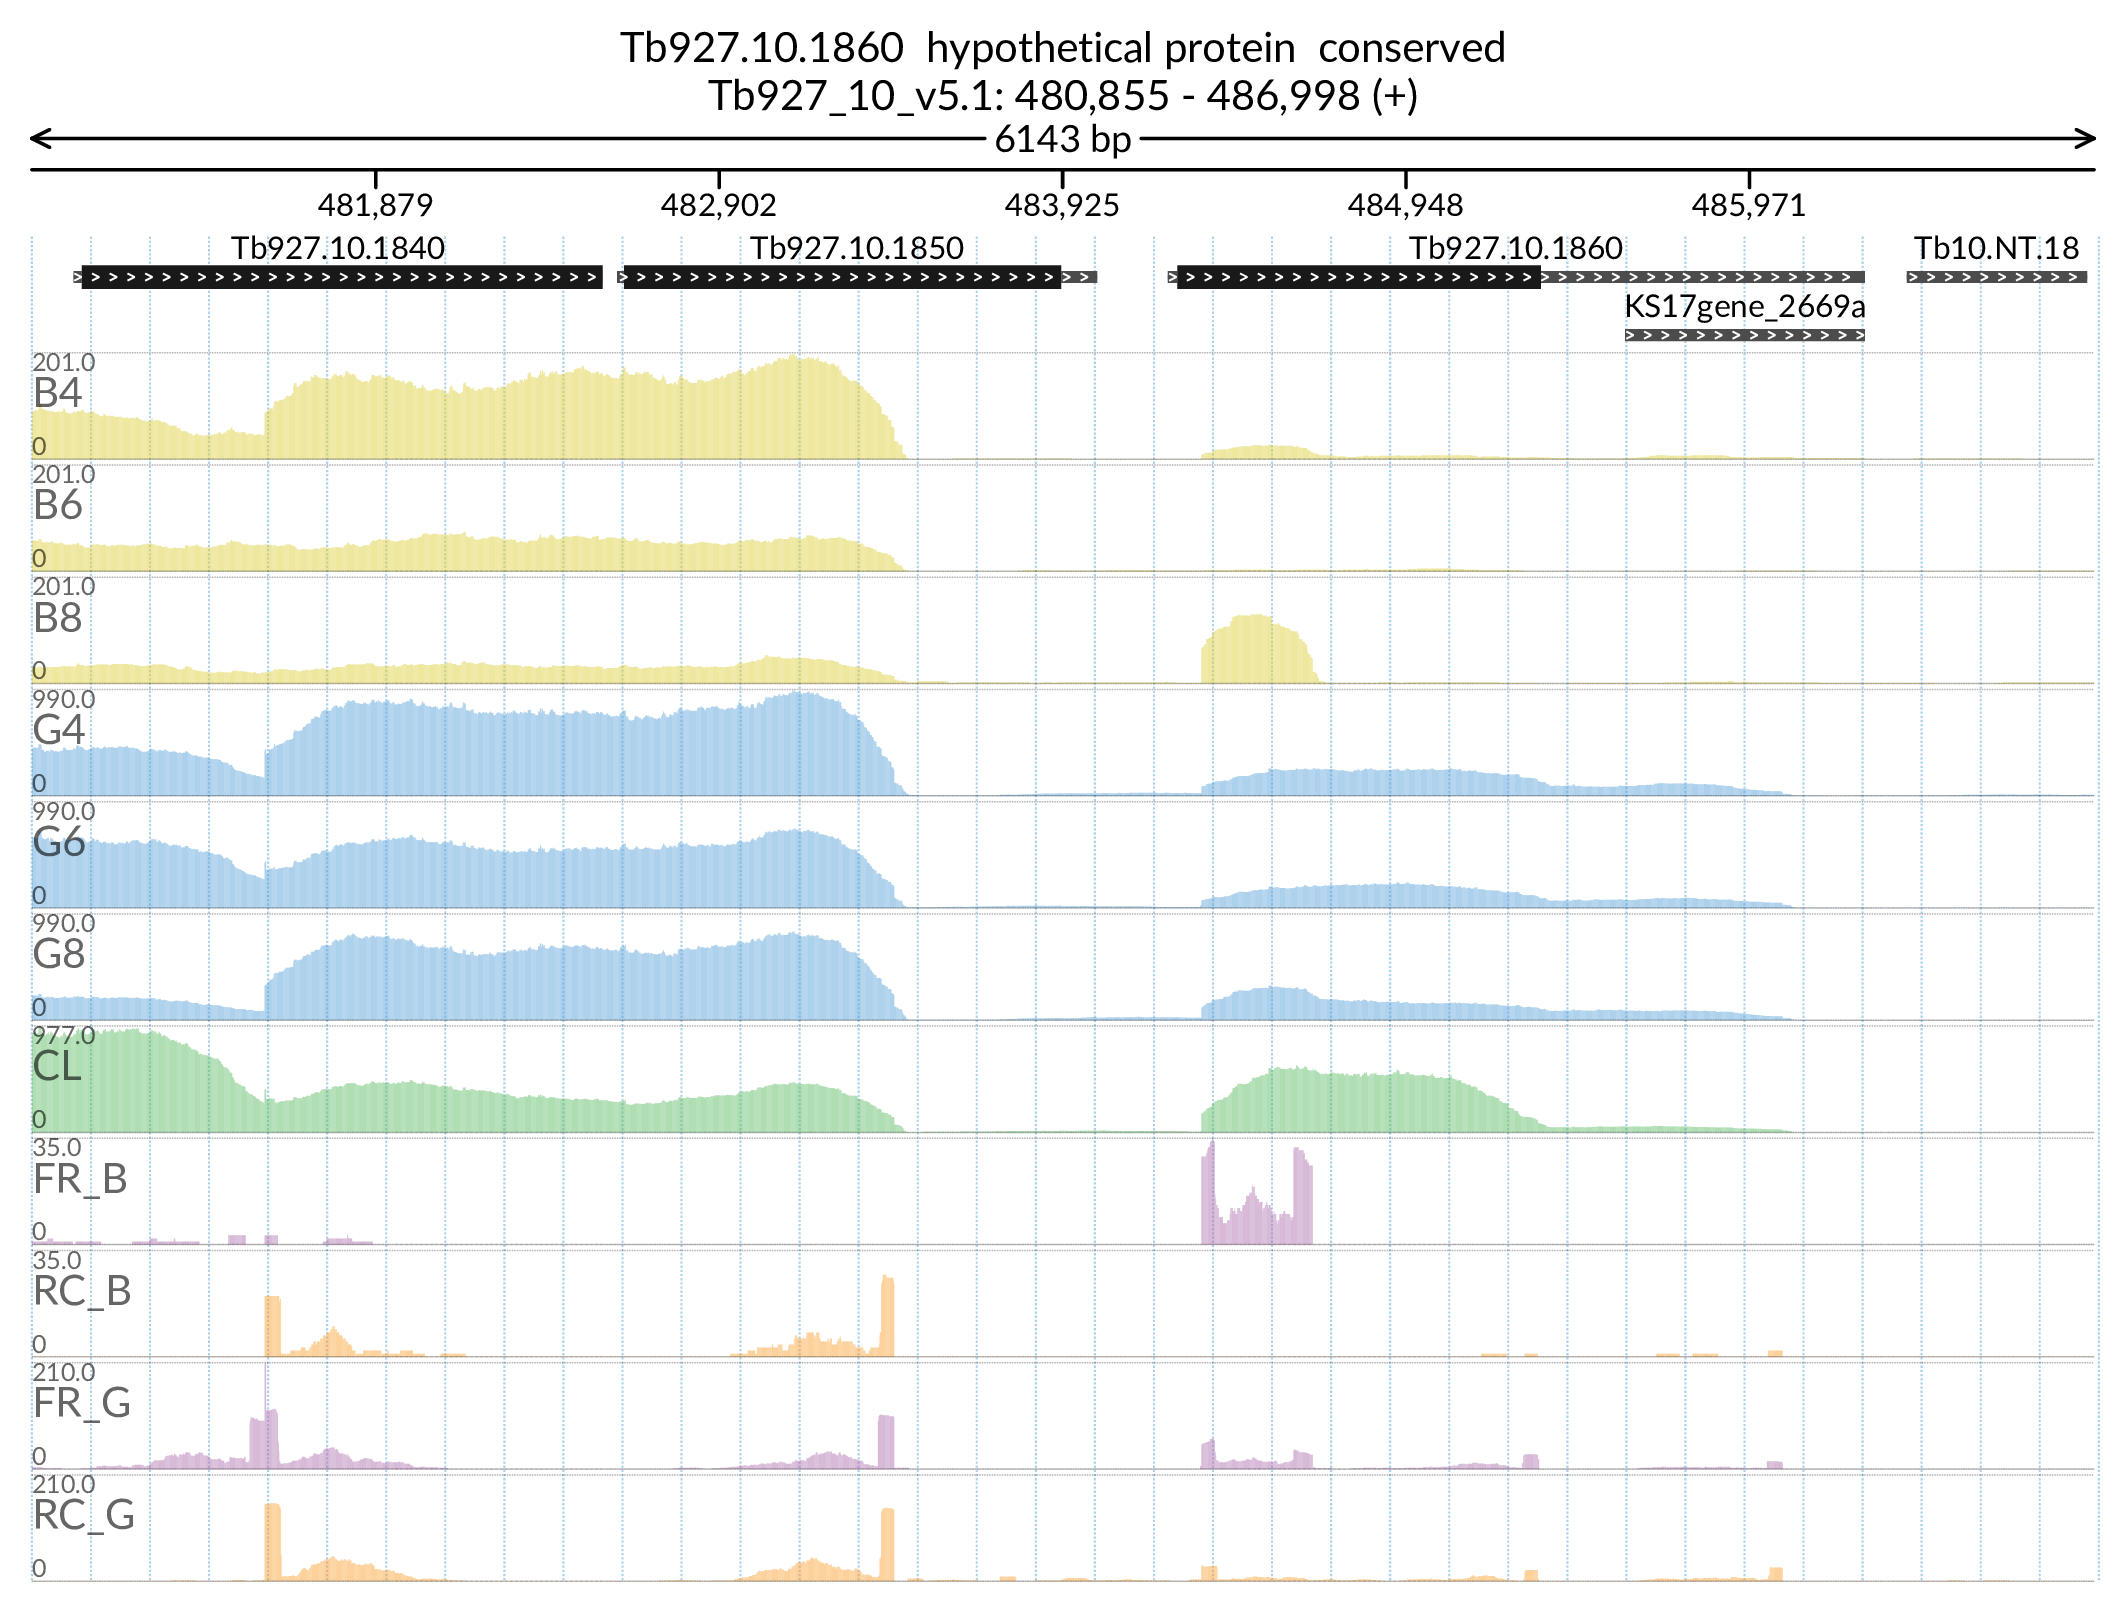 Tb927.10.1860  hypothetical protein  conserved
Tb927_10_v5.1: 480,855 - 486,998 (+)
6143 bp
481,879 482,902 483,925 484,948 485,971
Tb927.10.1840 Tb927.10.1850 Tb927.10.1860 Tb10.NT.18
KS17gene_2669a
201.0
B4
0
201.0
B6
0
201.0
B8
0
990.0
G4
0
990.0
G6
0
990.0
G8
0
977.0
CL
0
35.0
FR_B
0
35.0
RC_B
0
210.0
FR_G
0
210.0
RC_G
0